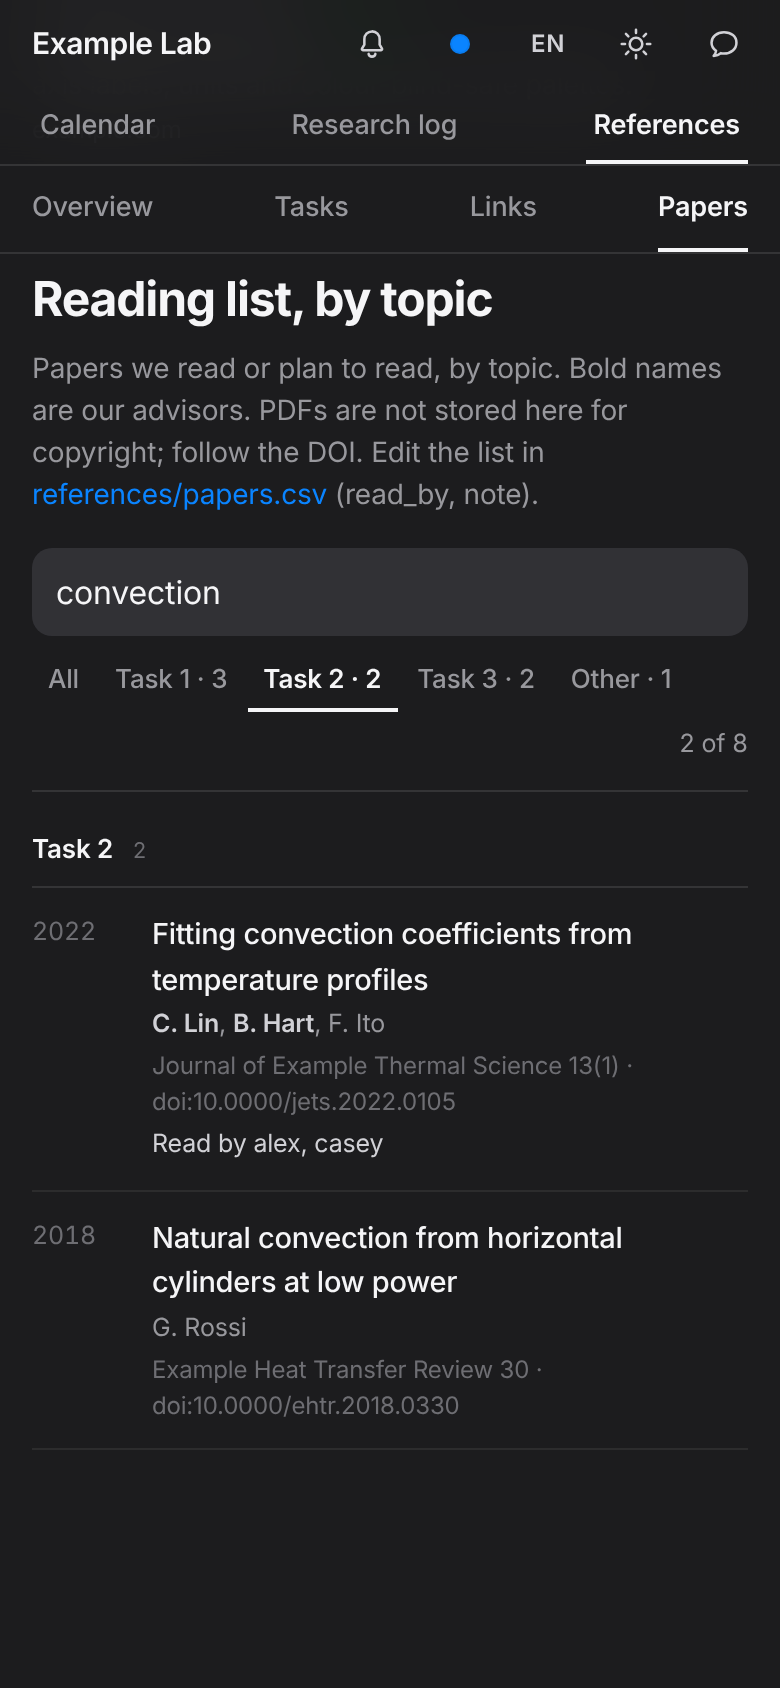 Example Lab
EN
Calendar
Research log
References
Overview
Tasks
Links
Papers
Reading list, by topic
Papers we read or plan to read, by topic. Bold names
are our advisors. PDFs are not stored here for
copyright; follow the DOI. Edit the list in
references/papers.csv (read_by, note).
convection
All
Task 1 · 3
Task 2 · 2
Task 3 · 2
Other · 1
2 of 8
Task 2 2
2022
Fitting convection coefficients from
temperature profiles
C. Lin, B. Hart, F. Ito
Journal of Example Thermal Science 13(1) ·
doi:10.0000/jets.2022.0105
Read by alex, casey
2018
Natural convection from horizontal
cylinders at low power
G. Rossi
Example Heat Transfer Review 30 ·
doi:10.0000/ehtr.2018.0330